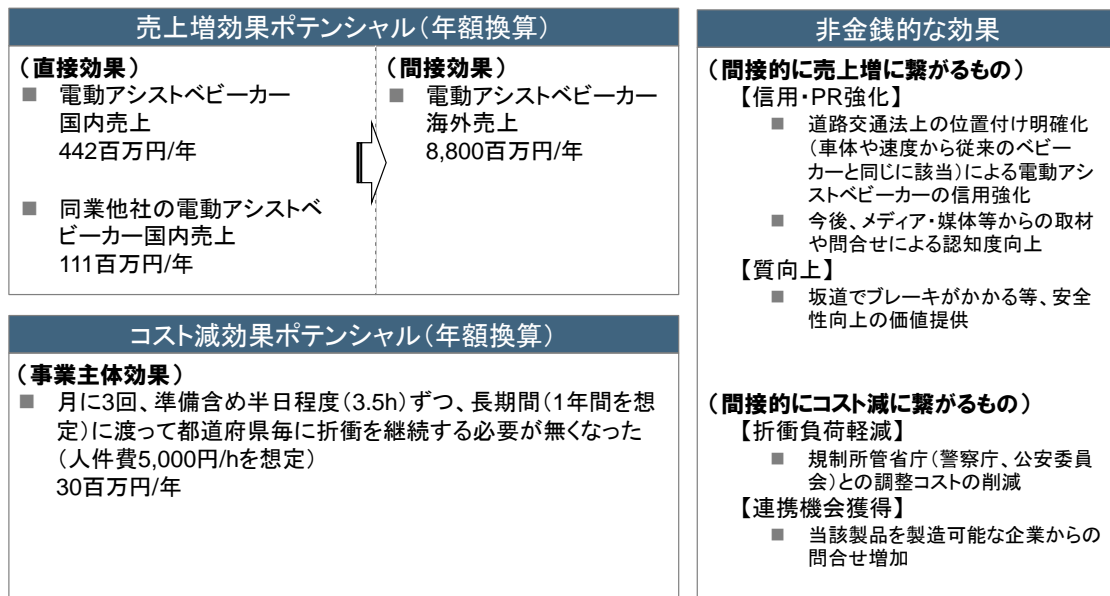 売上増効果ポテンシャル（年額換算）
（直接効果）
■ 電動アシストベビーカー
国内売上
442百万円/年
■ 同業他社の電動アシストベ
ビーカー国内売上
111百万円/年
（間接効果）
■ 電動アシストベビーカー
海外売上
8,800百万円/年
コスト減効果ポテンシャル（年額換算）
（事業主体効果）
■ 月に3回、準備含め半日程度（3.5h）ずつ、長期間（1年間を想
定）に渡って都道府県毎に折衝を継続する必要が無くなった
（人件費5,000円/hを想定）
30百万円/年
非金銭的な効果
（間接的に売上増に繋がるもの）
【信用・PR強化】
■ 道路交通法上の位置付け明確化
（車体や速度から従来のベビー
カーと同じに該当）による電動アシ
ストベビーカーの信用強化
■ 今後、メディア・媒体等からの取材
や問合せによる認知度向上
【質向上】
■ 坂道でブレーキがかかる等、安全
性向上の価値提供
（間接的にコスト減に繋がるもの）
【折衝負荷軽減】
■ 規制所管省庁（警察庁、公安委員
会）との調整コストの削減
【連携機会獲得】
■ 当該製品を製造可能な企業からの
問合せ増加